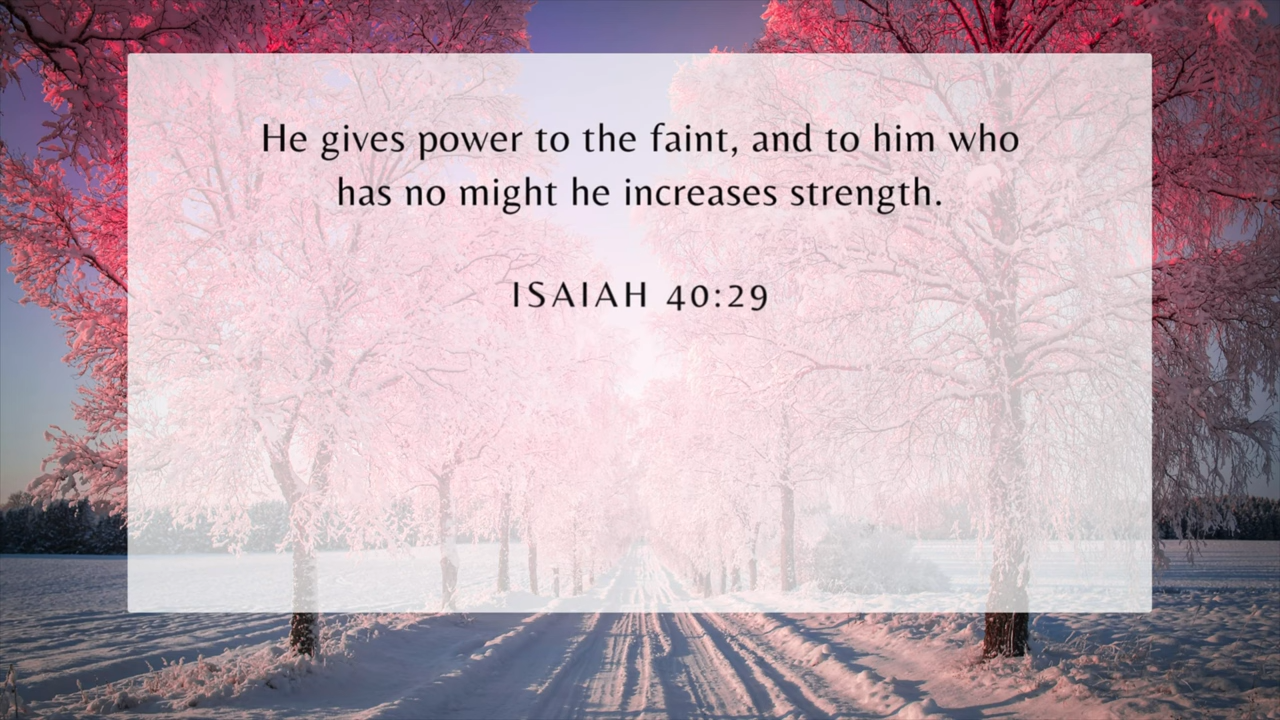 He gives power to the faint, and to him who
has no might he increases strength.
ISAIAH 40:29